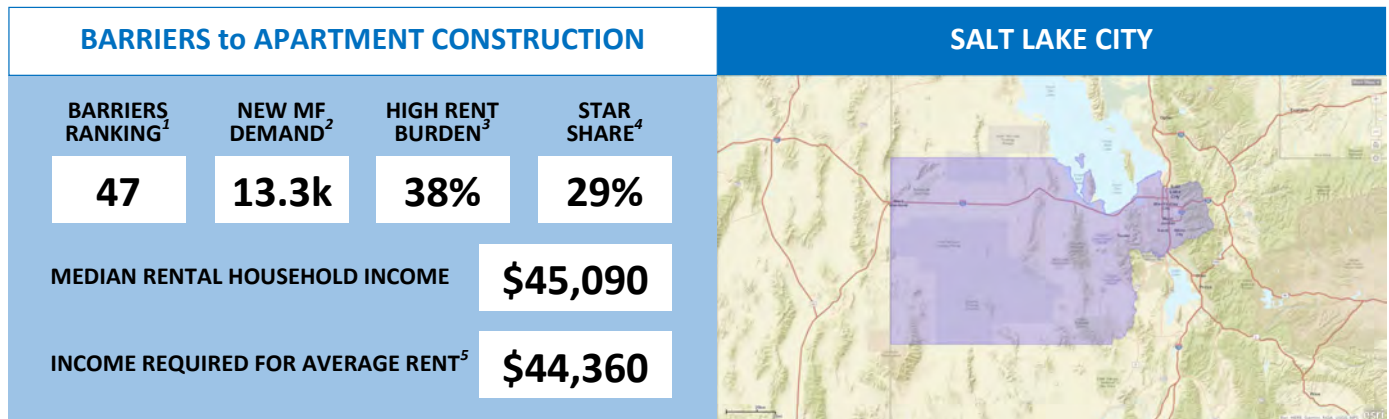 BARRIERS to APARTMENT CONSTRUCTION
SALT LAKE CITY
BARRIERS
RANKING1
NEW MF
DEMAND2
HIGH RENT
BURDEN3
STAR
SHARE4
47
13.3k
38%
29%
MEDIAN RENTAL HOUSEHOLD INCOME
$45,090
INCOME REQUIRED FOR AVERAGE RENT5
$44,360